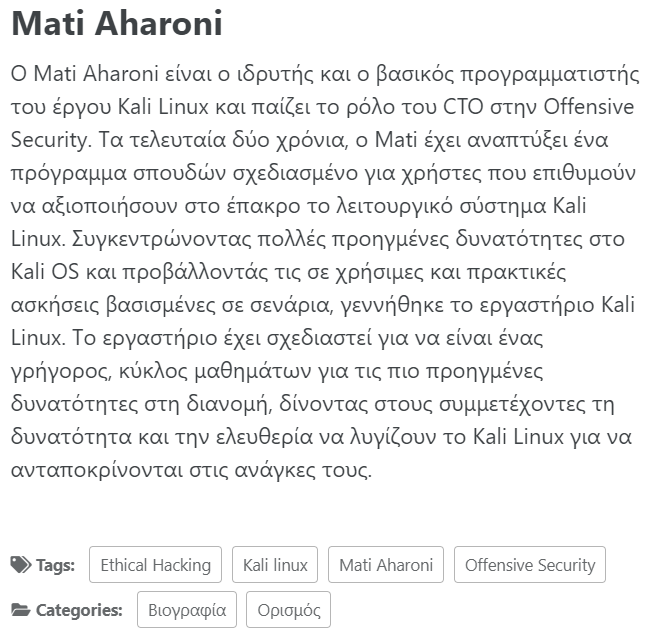 Mati Aharoni
Ο Mati Aharoni είναι ο ιδρυτής και ο βασικός προγραμματιστής
του έργου Kali Linux και παίζει το ρόλο του CTO στην Offensive
Security. Τα τελευταία δύο χρόνια, ο Mati έχει αναπτύξει ένα
πρόγραμμα σπουδών σχεδιασμένο για χρήστες που επιθυμούν
να αξιοποιήσουν στο έπακρο το λειτουργικό σύστημα Kali
Linux. Συγκεντρώνοντας πολλές προηγμένες δυνατότητες στο
Kali OS και προβάλλοντάς τις σε χρήσιμες και πρακτικές
ασκήσεις βασισμένες σε σενάρια, γεννήθηκε το εργαστήριο Kali
Linux. Το εργαστήριο έχει σχεδιαστεί για να είναι ένας
γρήγορος, κύκλος μαθημάτων για τις πιο προηγμένες
δυνατότητες στη διανομή, δίνοντας στους συμμετέχοντες τη
δυνατότητα και την ελευθερία να λυγίζουν το Kali Linux για να
ανταποκρίνονται στις ανάγκες τους.
Tags: Ethical Hacking Kali linux Mati Aharoni Offensive Security
Categories: Βιογραφία Ορισμός